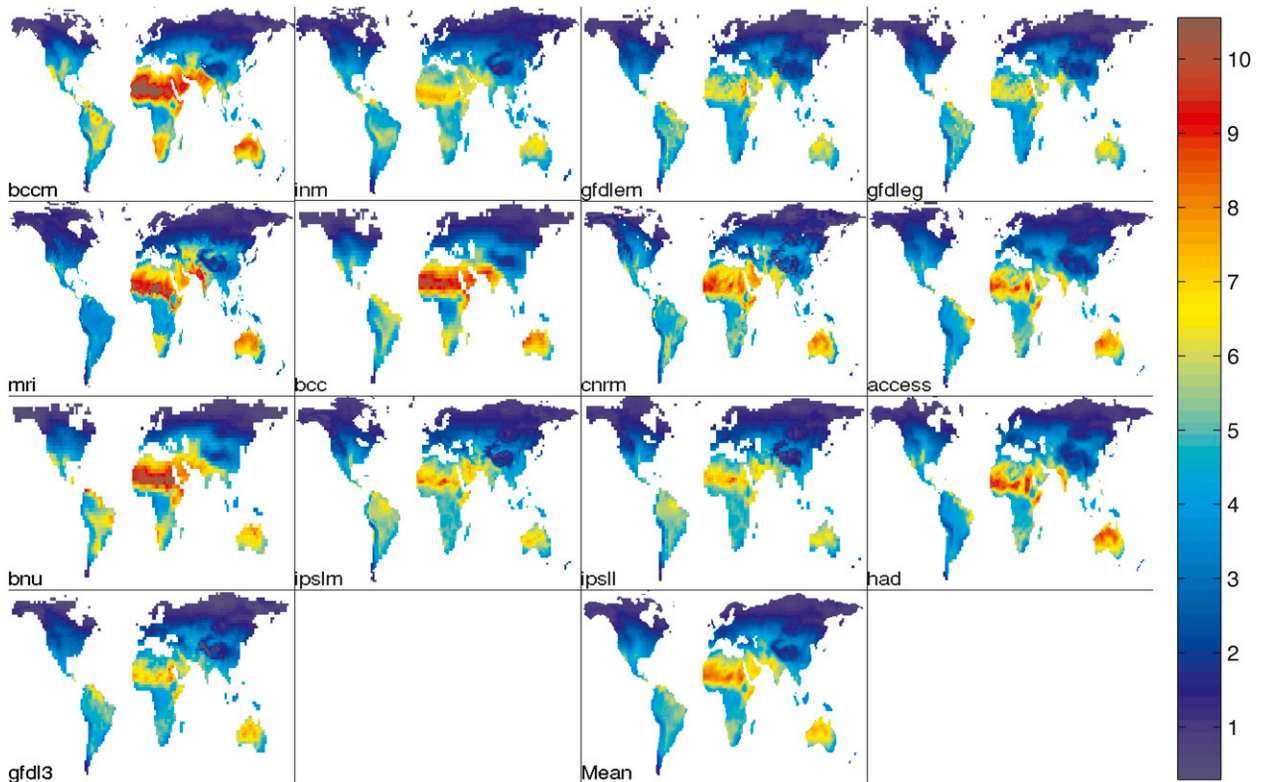 bccm
inm
gfdlem
gfdleg
mri
bcc
cnrm
access
bnu
ipslm
ipsll
had
gfdl3
Mean
10
9
8
7
6
5
4
3
2
1